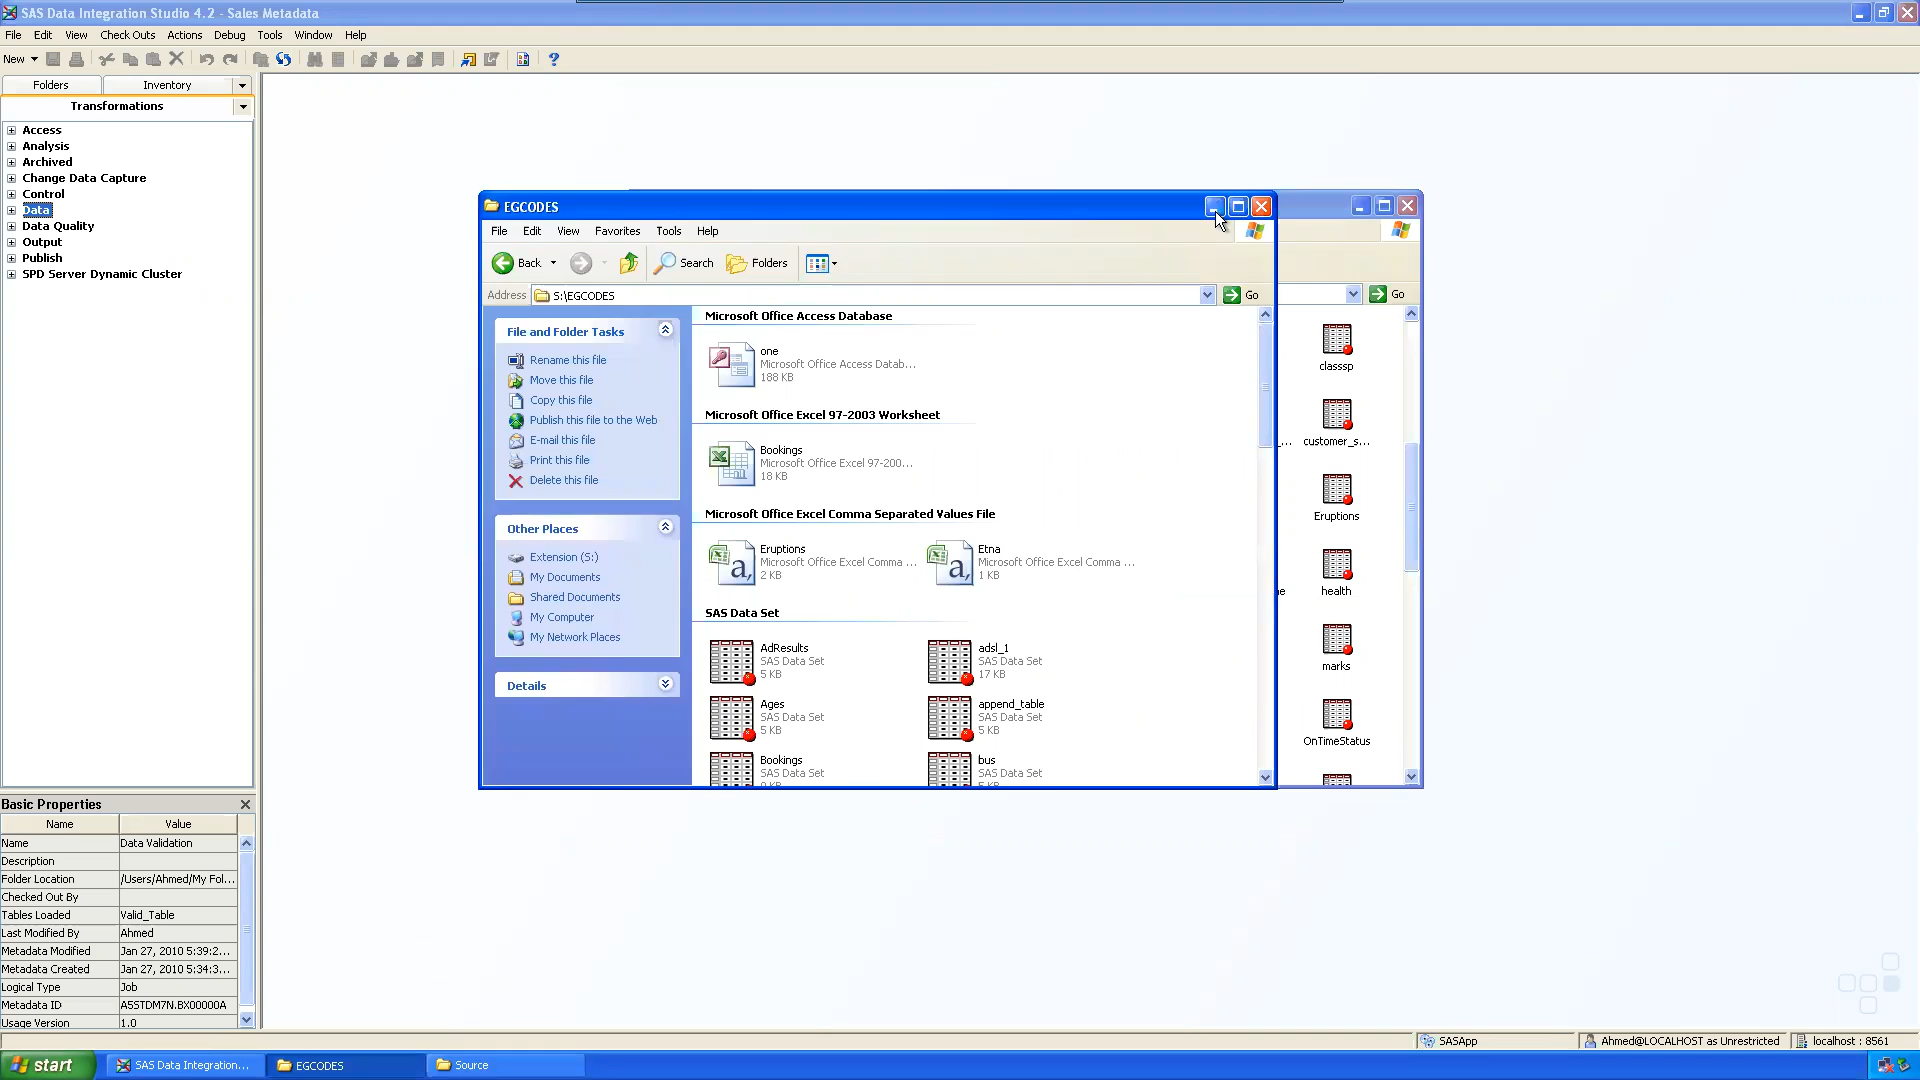 SAS Data Integration Studio 4.2 - Sales Metadata
File Edit View Check Outs Actions Debug Tools Window Help
New
Folders Inventory
Transformations
Access
Analysis
Archived
Change Data Capture
Control
Data
Data Quality
Output
Publish
SPD Server Dynamic Cluster
EGCODES
File Edit View Favorites Tools Help
Back Search Folders
Address S:\EGCODES Go
Go
File and Folder Tasks
Rename this file
Move this file
Copy this file
Publish this file to the Web
E-mail this file
Print this file
Delete this file
Other Places
Extension (S:)
My Documents
Shared Documents
My Computer
My Network Places
Details
Microsoft Office Access Database
one
Microsoft Office Access Datab...
188 KB
Microsoft Office Excel 97-2003 Worksheet
Bookings
Microsoft Office Excel 97-200...
18 KB
Microsoft Office Excel Comma Separated Values File
Eruptions
Microsoft Office Excel Comma ...
2 KB
Etna
Microsoft Office Excel Comma ...
1 KB
SAS Data Set
AdResults
SAS Data Set
5 KB
adsl_1
SAS Data Set
17 KB
Ages
SAS Data Set
5 KB
append_table
SAS Data Set
5 KB
Bookings
SAS Data Set
bus
SAS Data Set
classsp
customer_s...
Eruptions
health
marks
OnTimeStatus
Basic Properties
Name Value
Name Data Validation
Description
Folder Location /Users/Ahmed/My Fol...
Checked Out By
Tables Loaded Valid_Table
Last Modified By Ahmed
Metadata Modified Jan 27, 2010 5:39:2...
Metadata Created Jan 27, 2010 5:34:3...
Logical Type Job
Metadata ID A5STDM7N.BX00000A
Usage Version 1.0
SASApp Ahmed@LOCALHOST as Unrestricted localhost : 8561
start SAS Data Integration... EGCODES Source